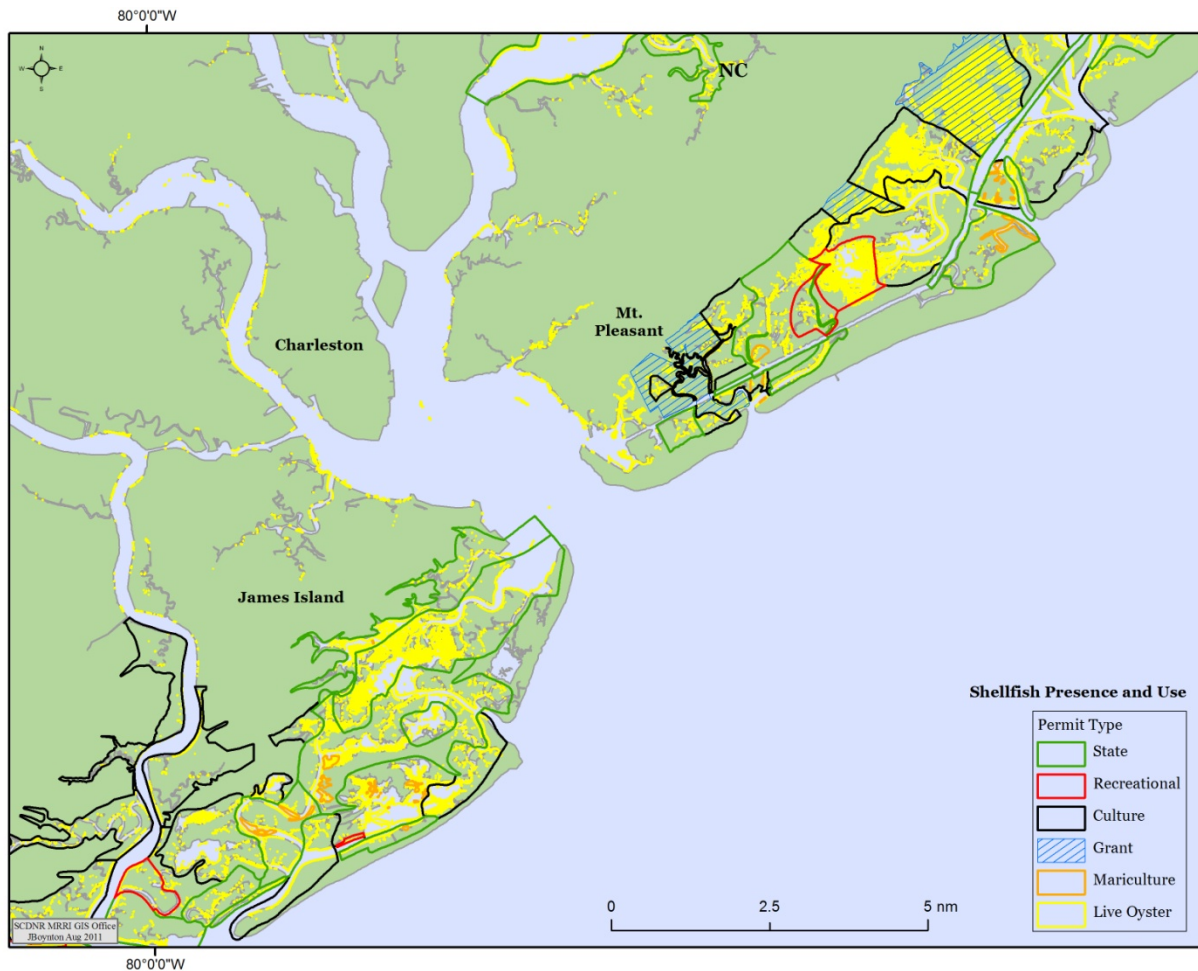 80°0'0"W
N
W
E
S
NC
Mt.
Pleasant
Charleston
James Island
Shellfish Presence and Use
Permit Type
State
Recreational
Culture
Grant
Mariculture
Live Oyster
0
2.5
5 nm
SCDNR MRRI GIS Office
JBoynton Aug 2011
80°0'0"W